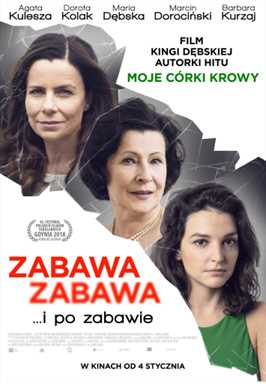 Agata Dorota Maria Marcin Barbara
Kulesza Kolak Dębska Dorociński Kurzaj
FILM
KINGI DĘBSKIEJ
AUTORKI HITU
MOJE CÓRKI KROWY
GDYNIA 2018
ZABAWA
ZABAWA
...i po zabawie
W KINACH OD 4 STYCZNIA